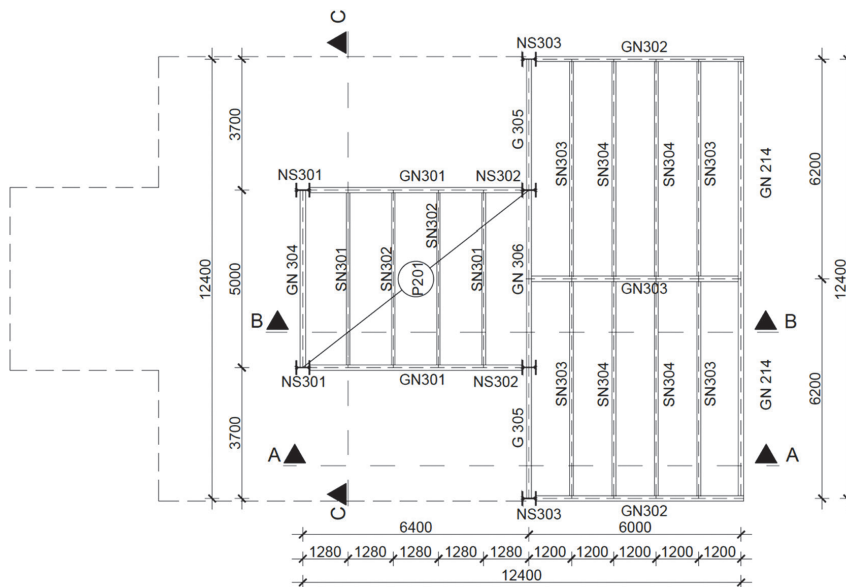 C
NS303
GN302
3700
G 305
SN303
SN304
SN304
SN303
GN 214
6200
NS301
GN301
NS302
12400
5000
GN 304
SN301
SN302
P201
SN302
SN301
GN 306
GN303
12400
B
B
NS301
GN301
NS302
3700
G 305
SN303
SN304
SN304
SN303
GN 214
6200
A
A
C
NS303
GN302
6400
6000
1280
1280
1280
1280
1280
1200
1200
1200
1200
1200
12400